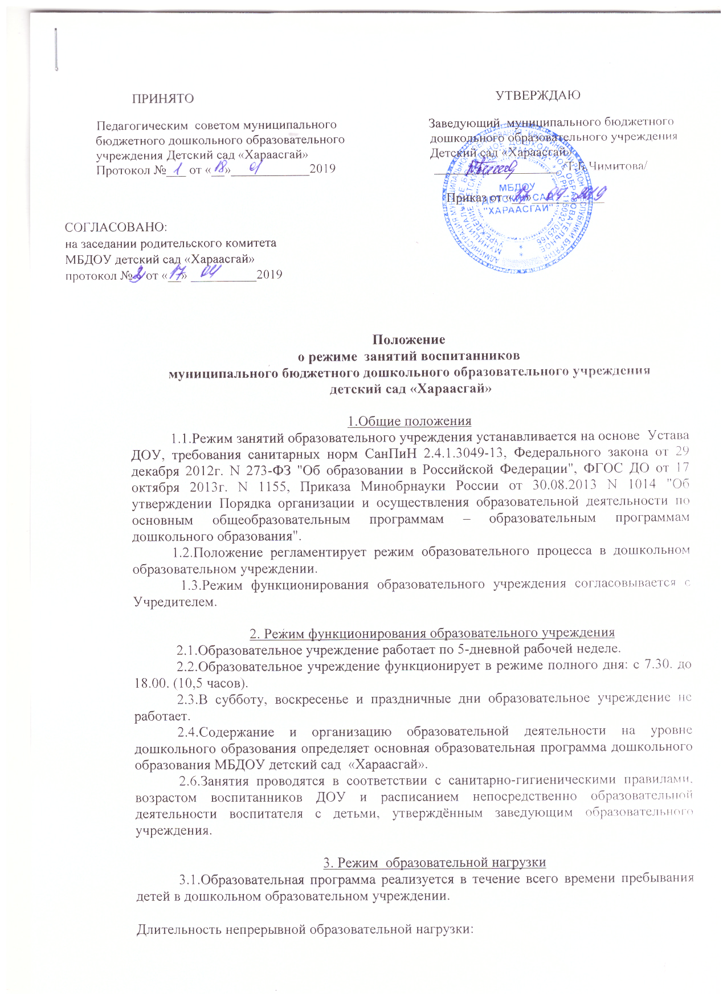 ПРИНЯТО
Педагогическим советом муниципального
бюджетного дошкольного образовательного
учреждения Детский сад «Хараасгай»
Протокол № 1 от «18» 2019
УТВЕРЖДАЮ
Заведующий муниципального бюджетного
дошкольного образовательного учреждения
Детский сад «Хараасгай»
Чимитова/
Приказ от
МБДОУ
ДЕТСКИЙ САД
"ХАРААСГАЙ"
СОГЛАСОВАНО:
на заседании родительского комитета
МБДОУ детский сад «Хараасгай»
протокол № 2 от «17» 04 2019
Положение
о режиме занятий воспитанников
муниципального бюджетного дошкольного образовательного учреждения
детский сад «Хараасгай»
1.Общие положения
1.1.Режим занятий образовательного учреждения устанавливается на основе Устава
ДОУ, требования санитарных норм СанПиН 2.4.1.3049-13, Федерального закона от 29
декабря 2012г. N 273-ФЗ "Об образовании в Российской Федерации", ФГОС ДО от 17
октября 2013г. N 1155, Приказа Минобрнауки России от 30.08.2013 N 1014 "Об
утверждении Порядка организации и осуществления образовательной деятельности по
основным общеобразовательным программам – образовательным программам
дошкольного образования".
1.2.Положение регламентирует режим образовательного процесса в дошкольном
образовательном учреждении.
1.3.Режим функционирования образовательного учреждения согласовывается с
Учредителем.
2. Режим функционирования образовательного учреждения
2.1.Образовательное учреждение работает по 5-дневной рабочей неделе.
2.2.Образовательное учреждение функционирует в режиме полного дня: с 7.30. до
18.00. (10,5 часов).
2.3.В субботу, воскресенье и праздничные дни образовательное учреждение не
работает.
2.4.Содержание и организацию образовательной деятельности на уровне
дошкольного образования определяет основная образовательная программа дошкольного
образования МБДОУ детский сад «Хараасгай».
2.6.Занятия проводятся в соответствии с санитарно-гигиеническими правилами,
возрастом воспитанников ДОУ и расписанием непосредственно образовательной
деятельности воспитателя с детьми, утверждённым заведующим образовательного
учреждения.
3. Режим образовательной нагрузки
3.1.Образовательная программа реализуется в течение всего времени пребывания
детей в дошкольном образовательном учреждении.
Длительность непрерывной образовательной нагрузки: